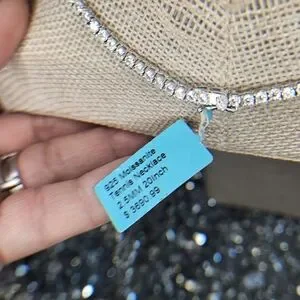 925 Moissanite
Tennis Necklace
2.5MM 20inch
$ 3690.99